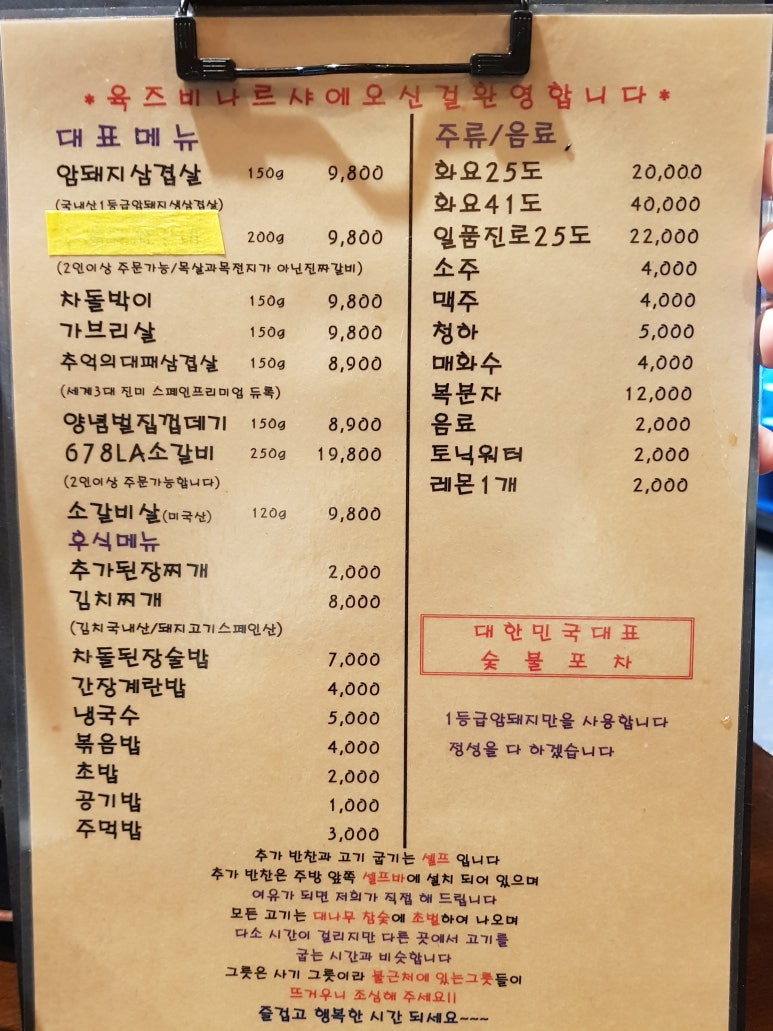 *육즈비나르샤에오신걸환영합니다*
대표메뉴
암돼지삼겹살 150g 9,800
(국내산1등급암돼지생삼겹살)
200g 9,800
(2인이상 주문가능/목살과목전지가 아닌진짜갈비)
차돌박이 150g 9,800
가브리살 150g 9,800
추억의대패삼겹살 150g 8,900
(세계3대 진미 스페인프리미엄 듀록)
양념벌집껍데기 150g 8,900
678LA소갈비 250g 19,800
(2인이상 주문가능합니다)
소갈비살(미국산) 120g 9,800
후식메뉴
추가된장찌개 2,000
김치찌개 8,000
(김치국내산/돼지고기스페인산)
차돌된장술밥 7,000
간장계란밥 4,000
냉국수 5,000
볶음밥 4,000
초밥 2,000
공기밥 1,000
주먹밥 3,000
주류/음료
화요25도 20,000
화요41도 40,000
일품진로25도 22,000
소주 4,000
맥주 4,000
청하 5,000
매화수 4,000
복분자 12,000
음료 2,000
토닉워터 2,000
레몬1개 2,000
대한민국대표
숯불포차
1등급암돼지만을 사용합니다
정성을 다 하겠습니다
추가 반찬과 고기 굽기는 셀프 입니다
추가 반찬은 주방 앞쪽 셀프바에 설치 되어 있으며
여유가 되면 저희가 직접 해 드립니다
모든 고기는 대나무 참숯에 초벌하여 나오며
다소 시간이 걸리지만 다른 곳에서 고기를
굽는 시간과 비슷합니다
그릇은 사기 그릇이라 불근처에 있는그릇들이
뜨거우니 조심해 주세요!!
즐겁고 행복한 시간 되세요~~~